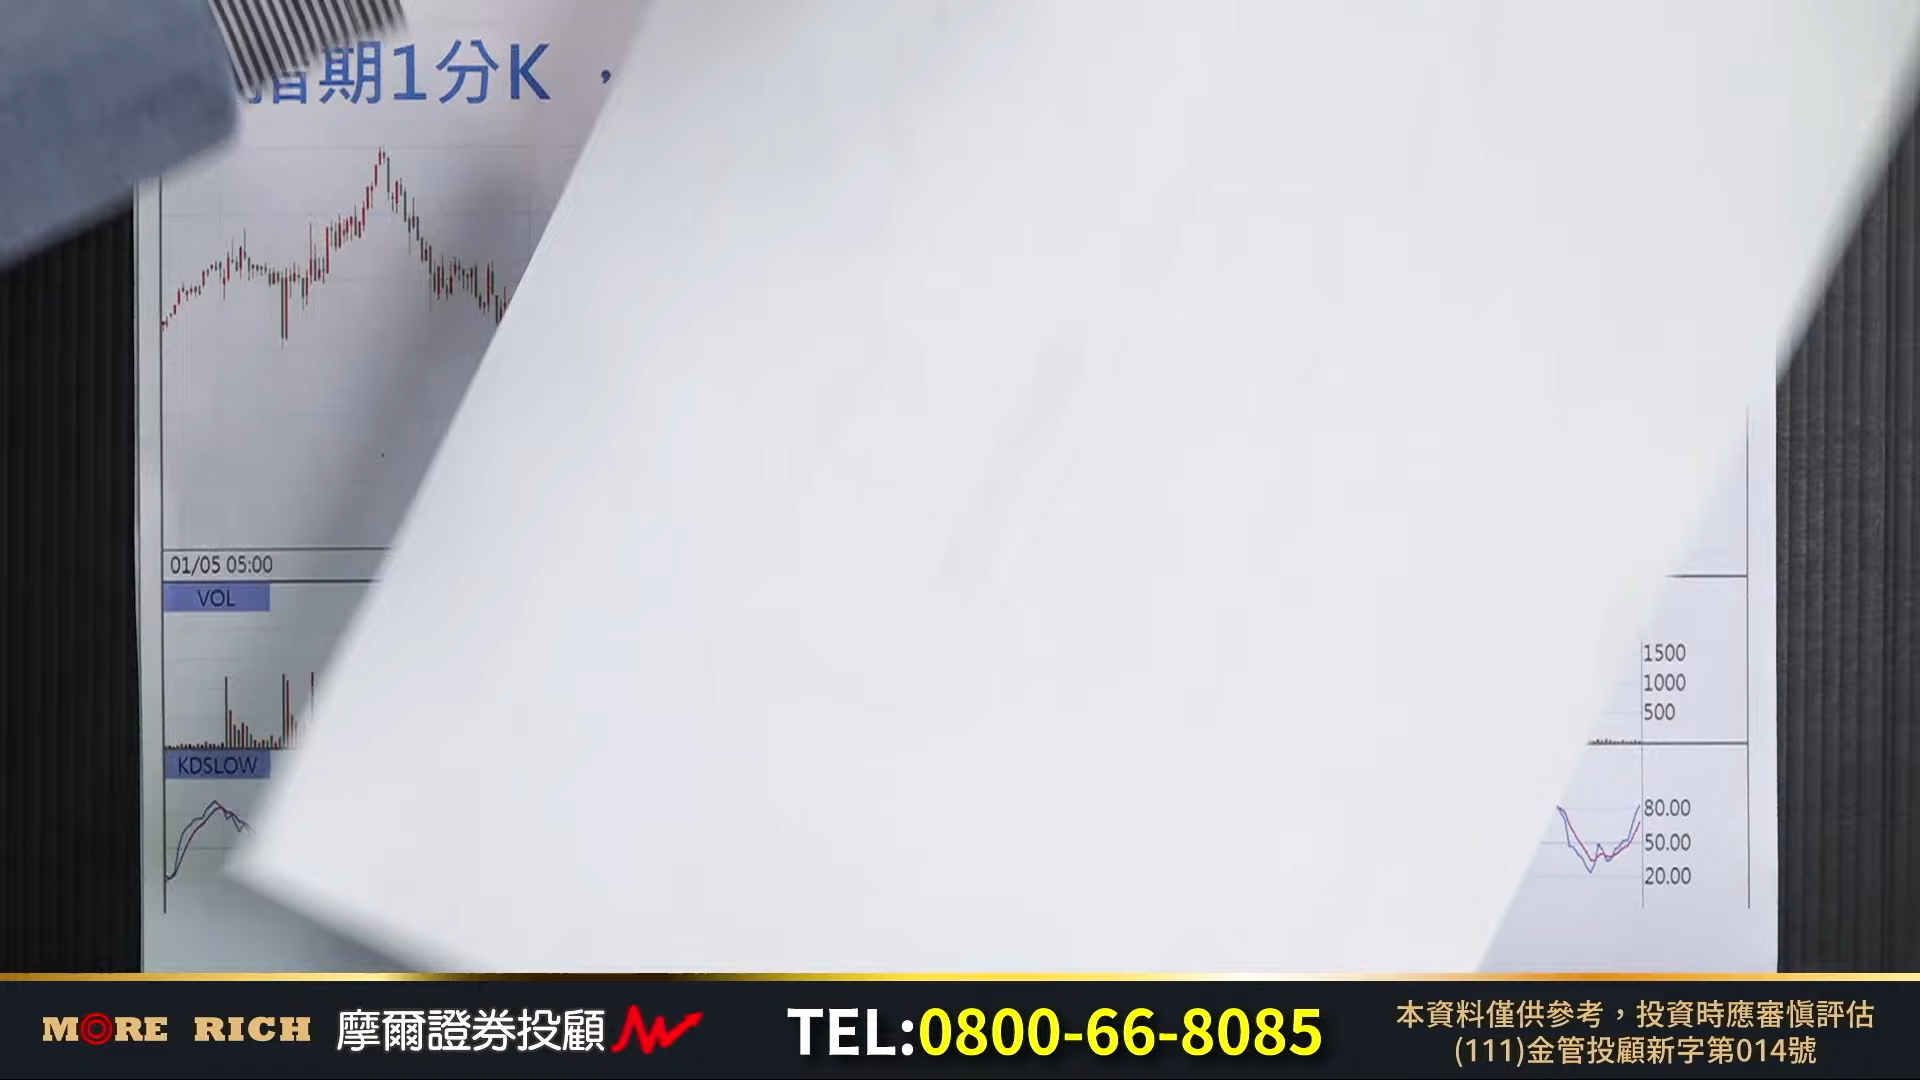 指期1分K，
01/05 05:00
VOL
1500
1000
500
KDSLOW
80.00
50.00
20.00
MORE RICH 摩爾證券投顧
TEL:0800-66-8085
本資料僅供參考，投資時應審慎評估
(111)金管投顧新字第014號